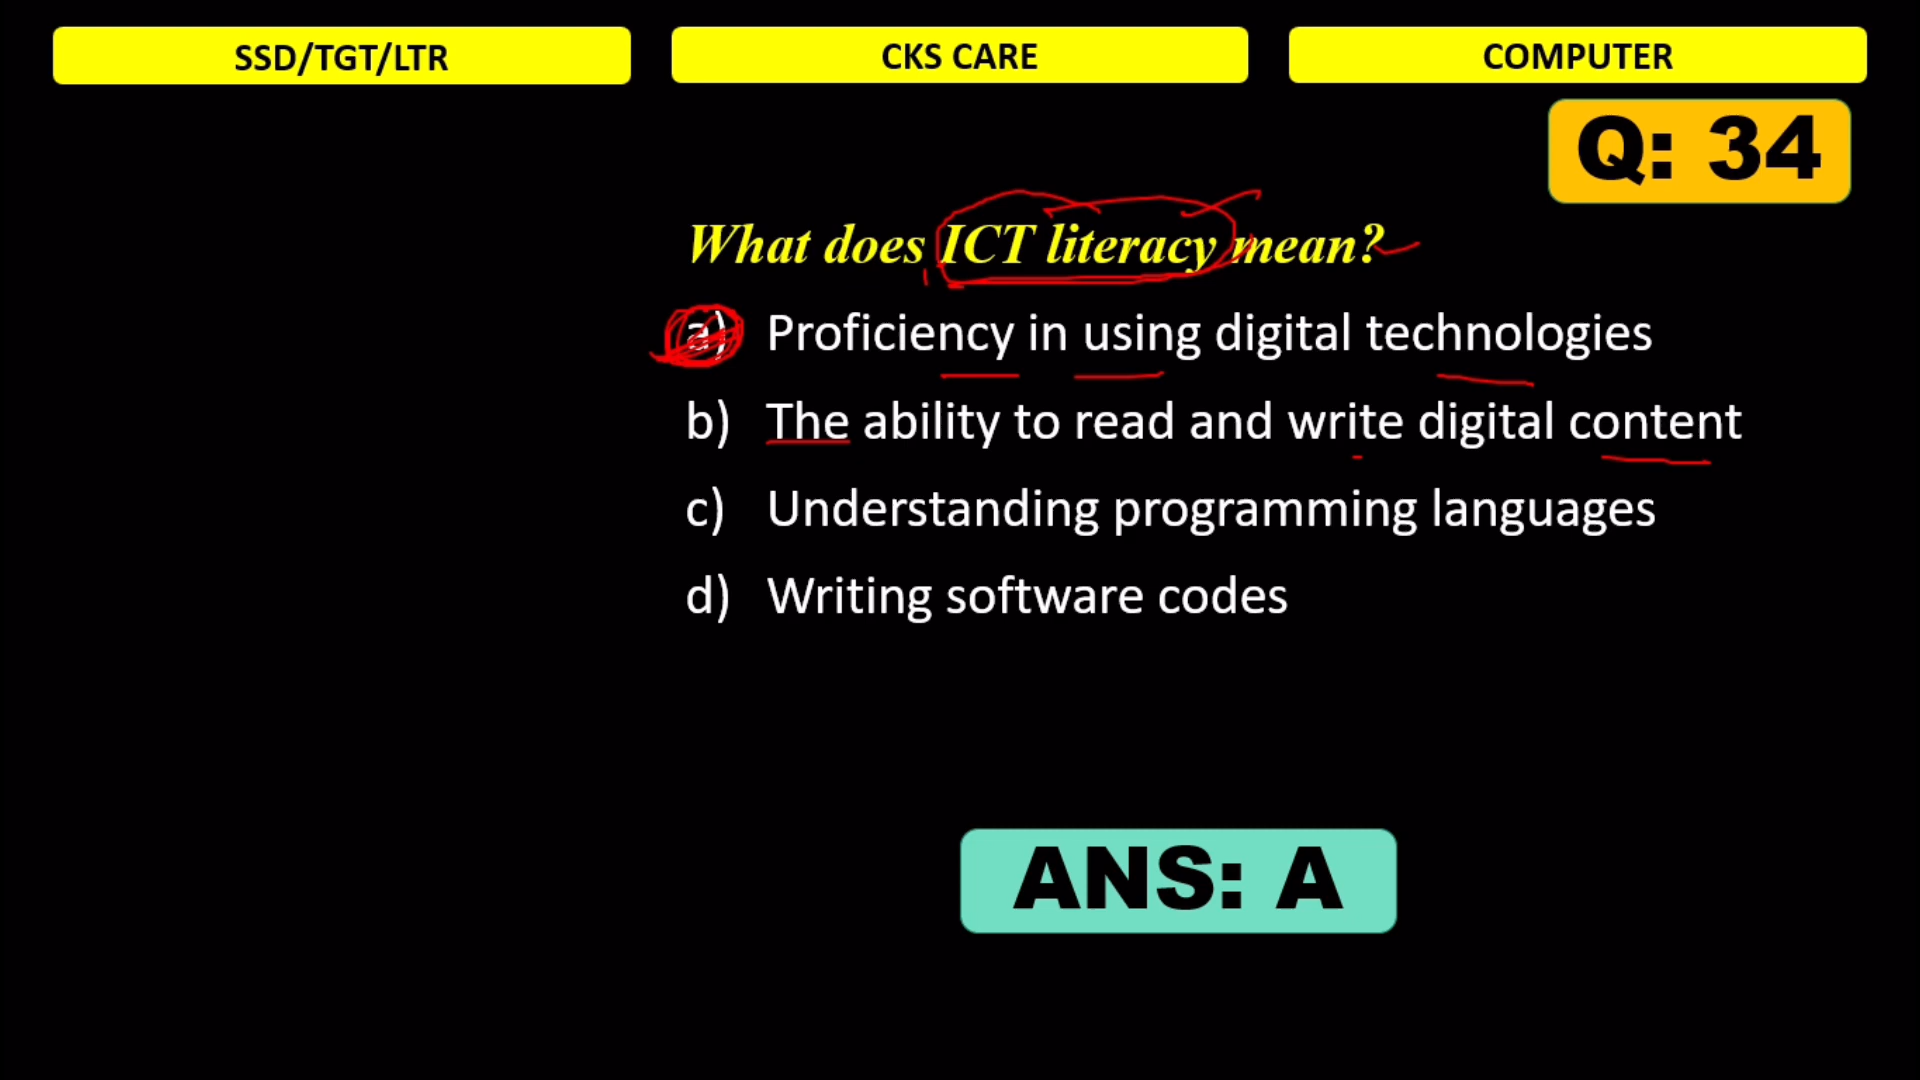 SSD/TGT/LTR
CKS CARE
COMPUTER
Q: 34
What does ICT literacy mean?
a) Proficiency in using digital technologies
b) The ability to read and write digital content
c) Understanding programming languages
d) Writing software codes
ANS: A